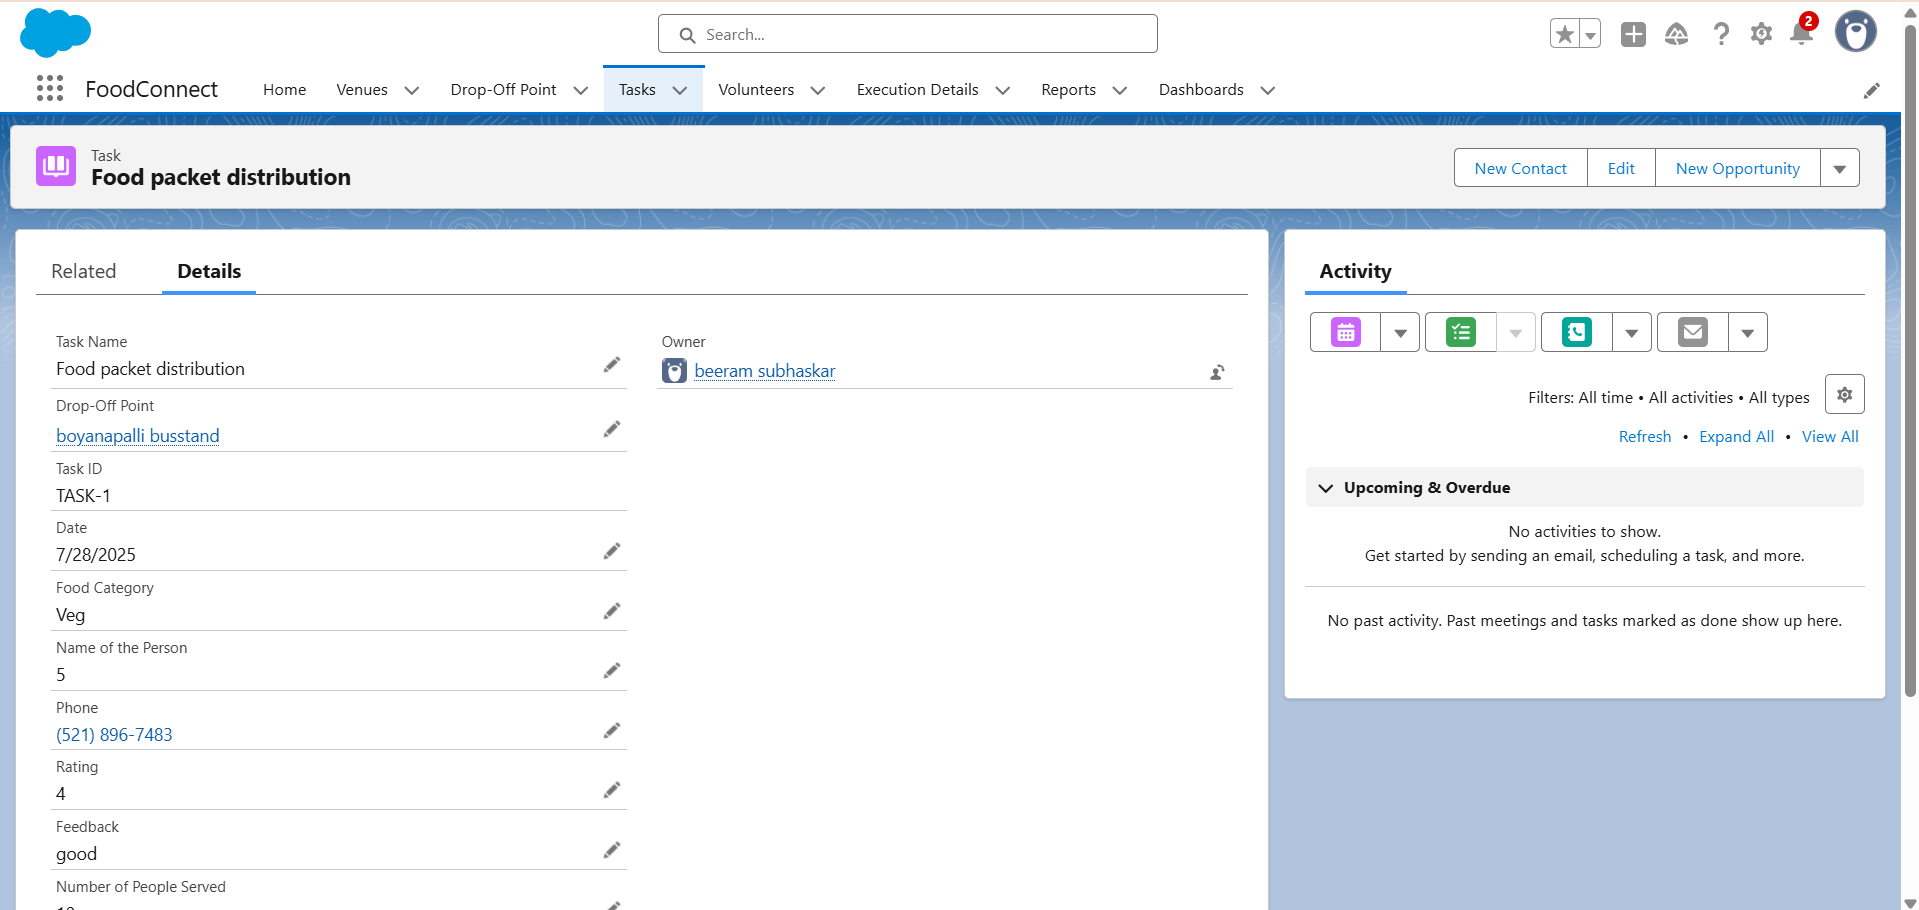 Search...
2
FoodConnect
Home
Venues
Drop-Off Point
Tasks
Volunteers
Execution Details
Reports
Dashboards
Task
Food packet distribution
New Contact
Edit
New Opportunity
Related
Details
Task Name
Food packet distribution
Drop-Off Point
boyanapalli busstand
Task ID
TASK-1
Date
7/28/2025
Food Category
Veg
Name of the Person
5
Phone
(521) 896-7483
Rating
4
Feedback
good
Number of People Served
Owner
beeram subhaskar
Activity
Filters: All time • All activities • All types
Refresh • Expand All • View All
Upcoming & Overdue
No activities to show.
Get started by sending an email, scheduling a task, and more.
No past activity. Past meetings and tasks marked as done show up here.